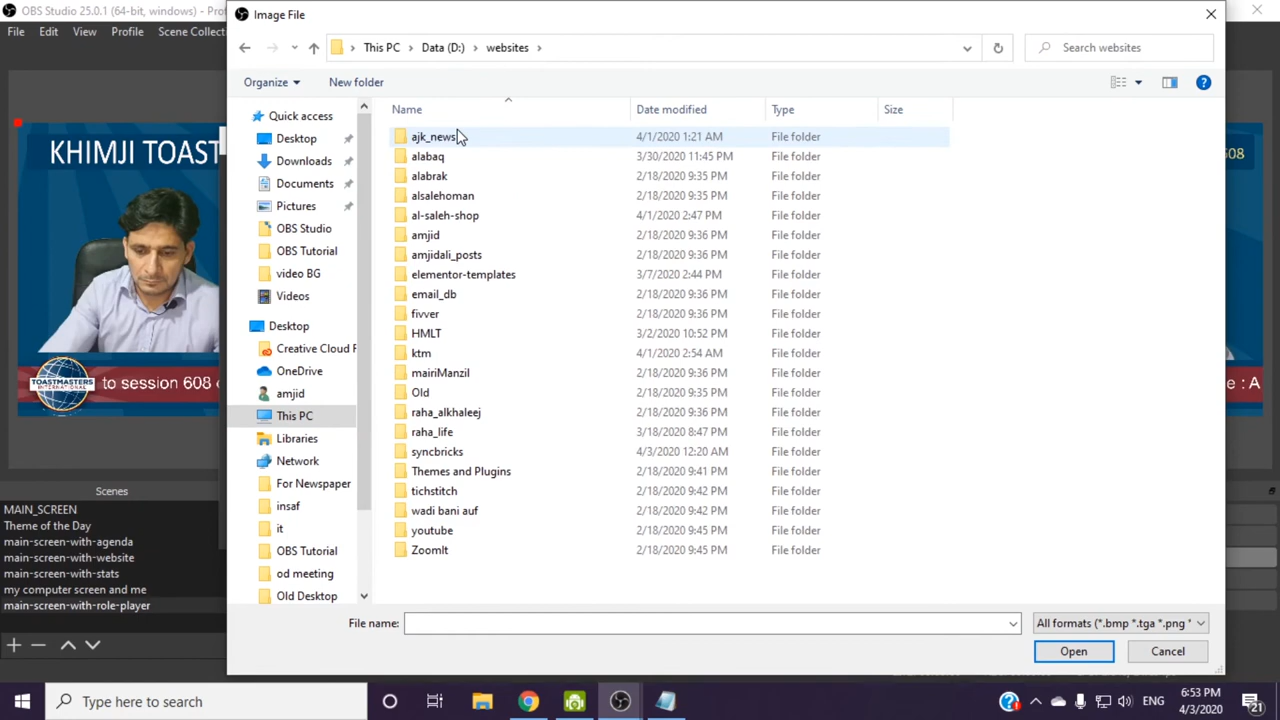 OBS Studio 25.0.1 (64-bit, windows) - Prof
Image File
File Edit View Profile Scene Collecti
This PC > Data (D:) > websites >
Search websites
Organize
New folder
Name Date modified Type Size
Quick access
Desktop
Downloads
Documents
Pictures
OBS Studio
OBS Tutorial
video BG
Videos
Desktop
Creative Cloud F
OneDrive
amjid
This PC
Libraries
Network
For Newspaper
insaf
it
OBS Tutorial
od meeting
Old Desktop
ajk_news 4/1/2020 1:21 AM File folder
alabaq 3/30/2020 11:45 PM File folder
alabrak 2/18/2020 9:35 PM File folder
alsalehoman 2/18/2020 9:35 PM File folder
al-saleh-shop 4/1/2020 2:47 PM File folder
amjid 2/18/2020 9:35 PM File folder
amjidali_posts 2/18/2020 9:36 PM File folder
elementor-templates 3/7/2020 2:44 PM File folder
email_db 2/18/2020 9:36 PM File folder
fivver 2/18/2020 9:36 PM File folder
HMLT 3/2/2020 10:52 PM File folder
ktm 4/1/2020 2:54 AM File folder
mairiManzil 2/18/2020 9:36 PM File folder
Old 2/18/2020 9:35 PM File folder
raha_alkhaleej 2/18/2020 9:36 PM File folder
raha_life 3/18/2020 8:47 PM File folder
syncbricks 4/3/2020 12:20 AM File folder
Themes and Plugins 2/18/2020 9:41 PM File folder
tichstitch 2/18/2020 9:42 PM File folder
wadi bani auf 2/18/2020 9:42 PM File folder
youtube 2/18/2020 9:45 PM File folder
ZoomIt 2/18/2020 9:45 PM File folder
File name:
All formats (*.bmp *.tga *.png *
Open
Cancel
KHIMJI TOAST
608
TOASTMASTERS
INTERNATIONAL
to session 608
e : A
Scenes
MAIN_SCREEN
Theme of the Day
main-screen-with-agenda
main-screen-with-website
main-screen-with-stats
my computer screen and me
main-screen-with-role-player
Type here to search
ENG
6:53 PM
4/3/2020
21